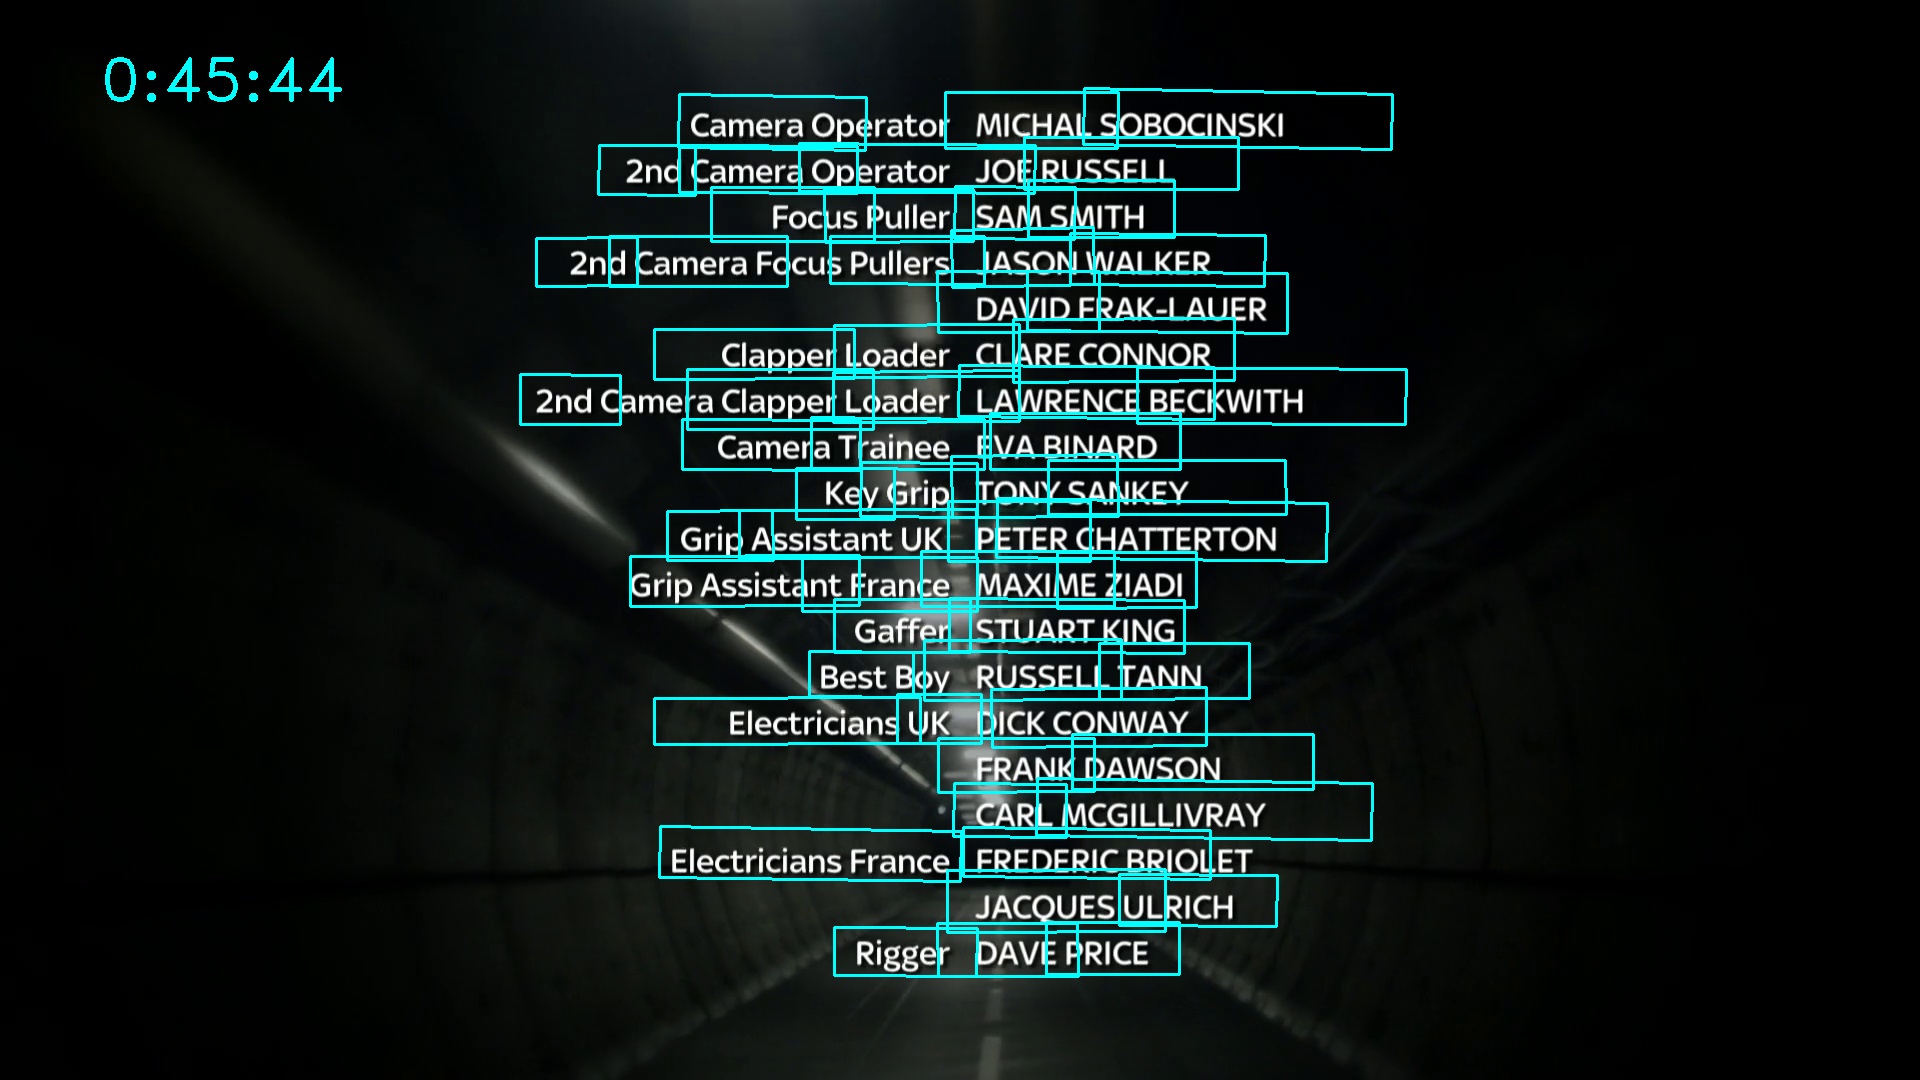 0:45:44
Camera Operator MICHAL SOBOCINSKI
2nd Camera Operator JOE RUSSELL
Focus Puller SAM SMITH
2nd Camera Focus Pullers JASON WALKER
DAVID FRAK-LAUER
Clapper Loader CLARE CONNOR
2nd Camera Clapper Loader LAWRENCE BECKWITH
Camera Trainee EVA BINARD
Key Grip TONY SANKEY
Grip Assistant UK PETER CHATTERTON
Grip Assistant France MAXIME ZIADI
Gaffer STUART KING
Best Boy RUSSELL TANN
Electricians UK DICK CONWAY
FRANK DAWSON
CARL MCGILLIVRAY
Electricians France FREDERIC BRIOLET
JACQUES ULRICH
Rigger DAVE PRICE